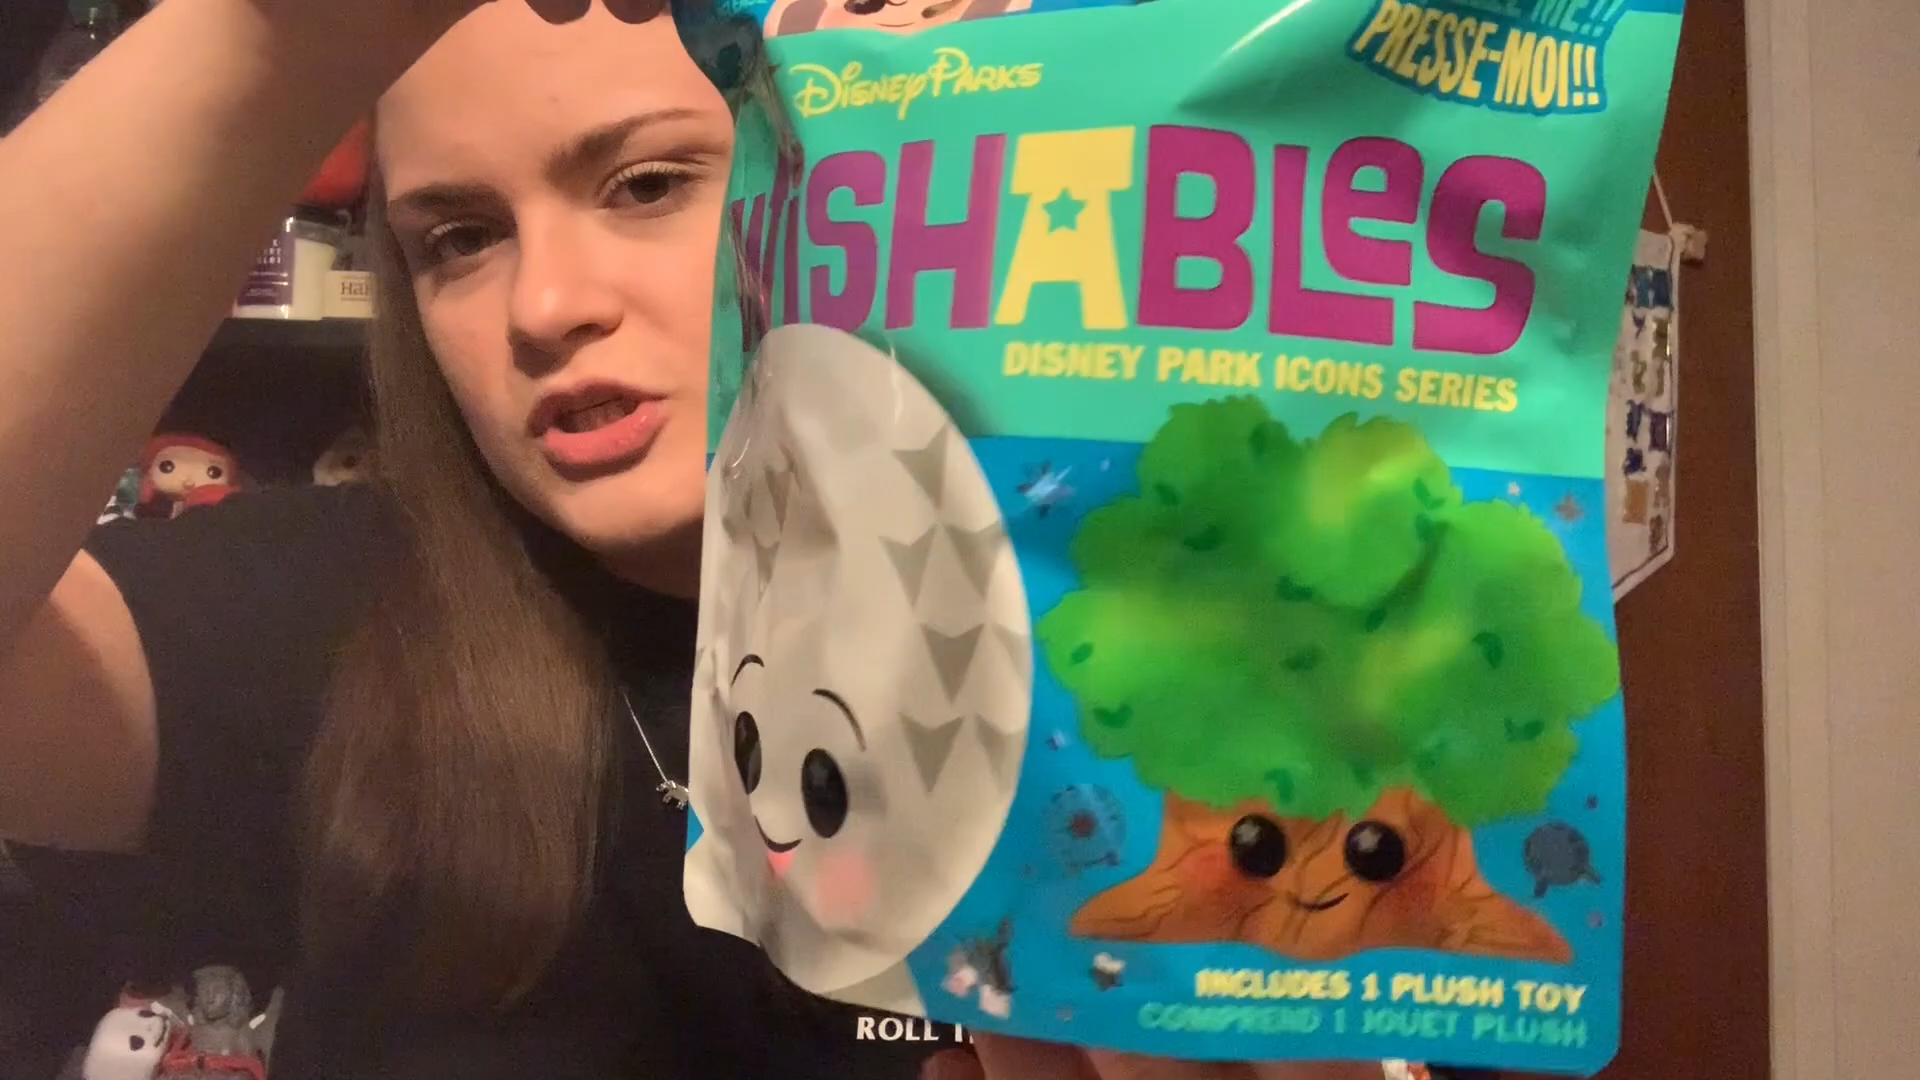 PRESSE-MOI!!
Disney Parks
WISHABLES
DISNEY PARK ICONS SERIES
INCLUDES 1 PLUSH TOY
COMPREND 1 JOUET PLUSH
ROLL